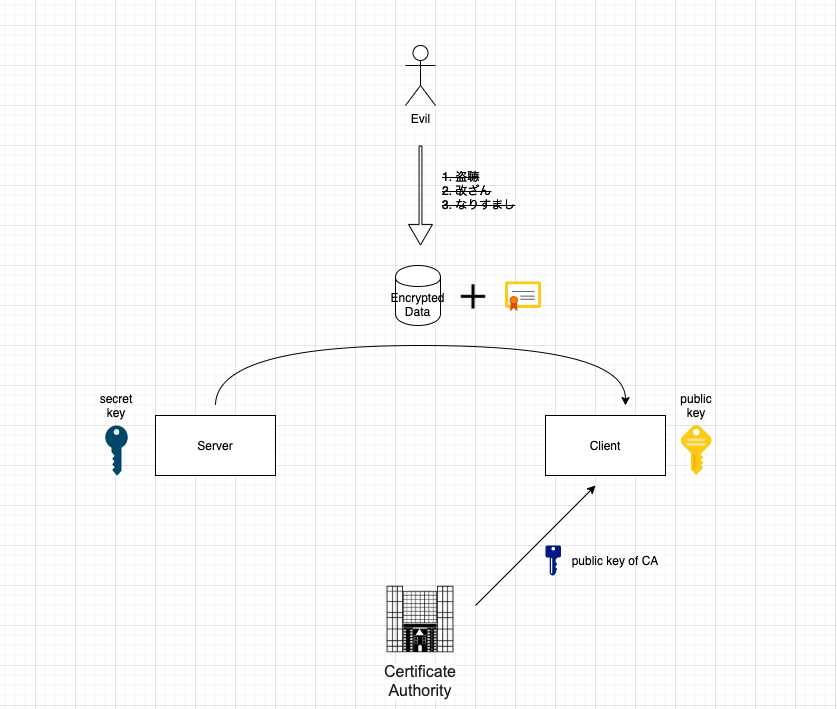 Evil
1. 盗聴
2. 改ざん
3. なりすまし
Encrypted
Data
secret
key
Server
Client
public
key
public key of CA
Certificate
Authority